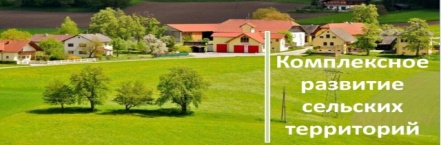 Комплексное
развитие
сельских
территорий